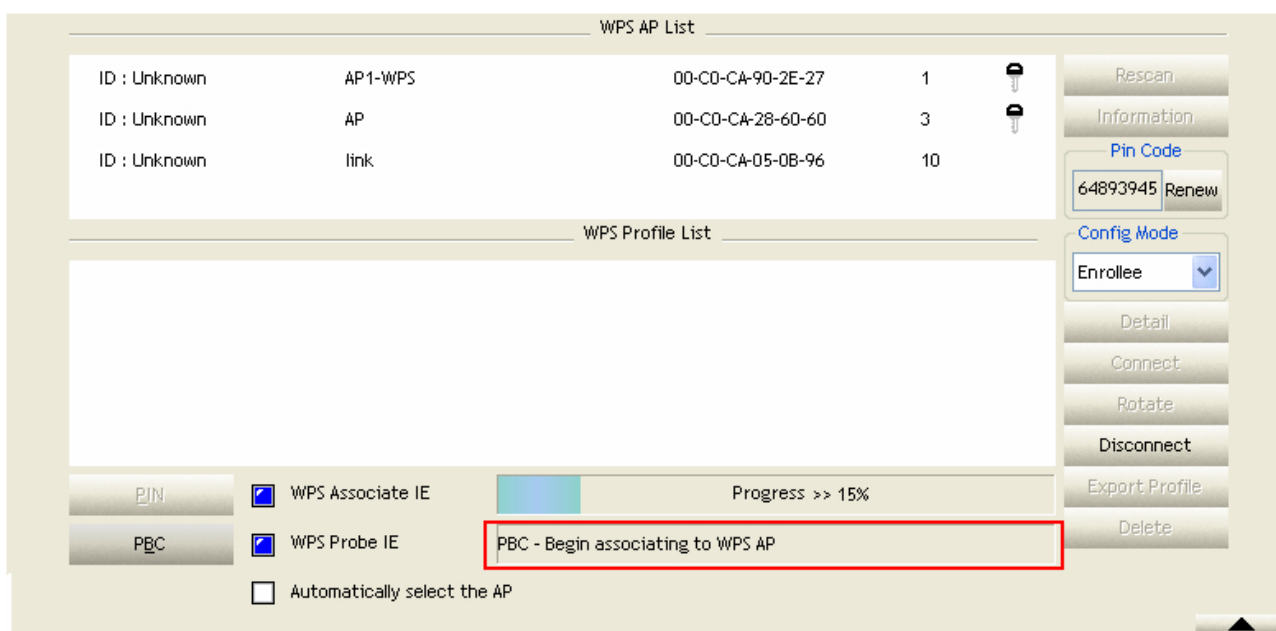 WPS AP List
ID : Unknown AP1-WPS 00-C0-CA-90-2E-27 1
ID : Unknown AP 00-C0-CA-28-60-60 3
ID : Unknown link 00-C0-CA-05-0B-96 10
Rescan
Information
Pin Code
64893945 Renew
WPS Profile List
Config Mode
Enrollee
Detail
Connect
Rotate
Disconnect
Export Profile
Delete
PIN WPS Associate IE Progress >> 15%
PBC WPS Probe IE PBC - Begin associating to WPS AP
Automatically select the AP